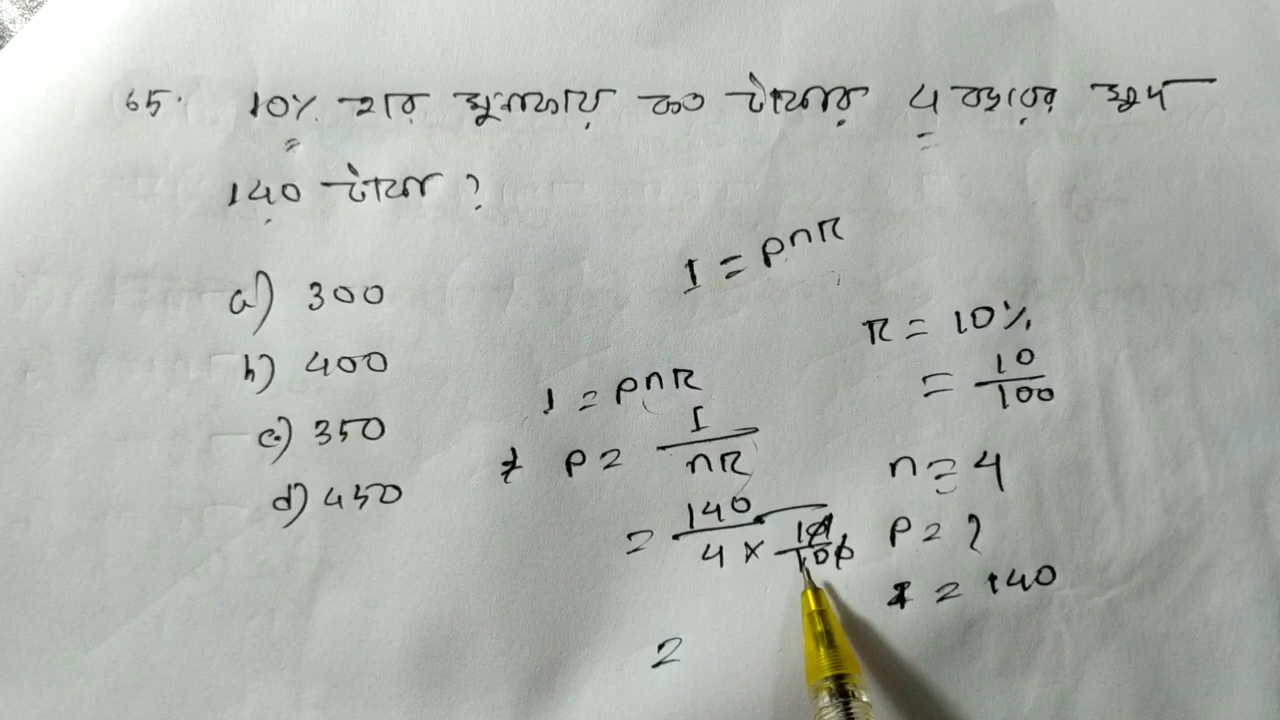 65. 10% হারে মুনাফায় কত টাকার 4 বছরের সুদ
140 টাকা?
a) 300
b) 400
c) 350
d) 450
I = PnR
R = 10%
= 10/100
n = 4
P = ?
I = 140
I = PnR
P = I/nR
= 140/4 × 10/100
=